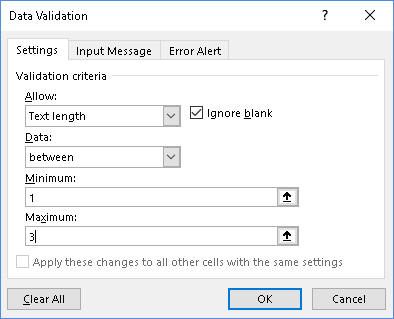 Data Validation ? ×
Settings Input Message Error Alert
Validation criteria
Allow:
Text length Ignore blank
Data:
between
Minimum:
1
Maximum:
3
Apply these changes to all other cells with the same settings
Clear All OK Cancel